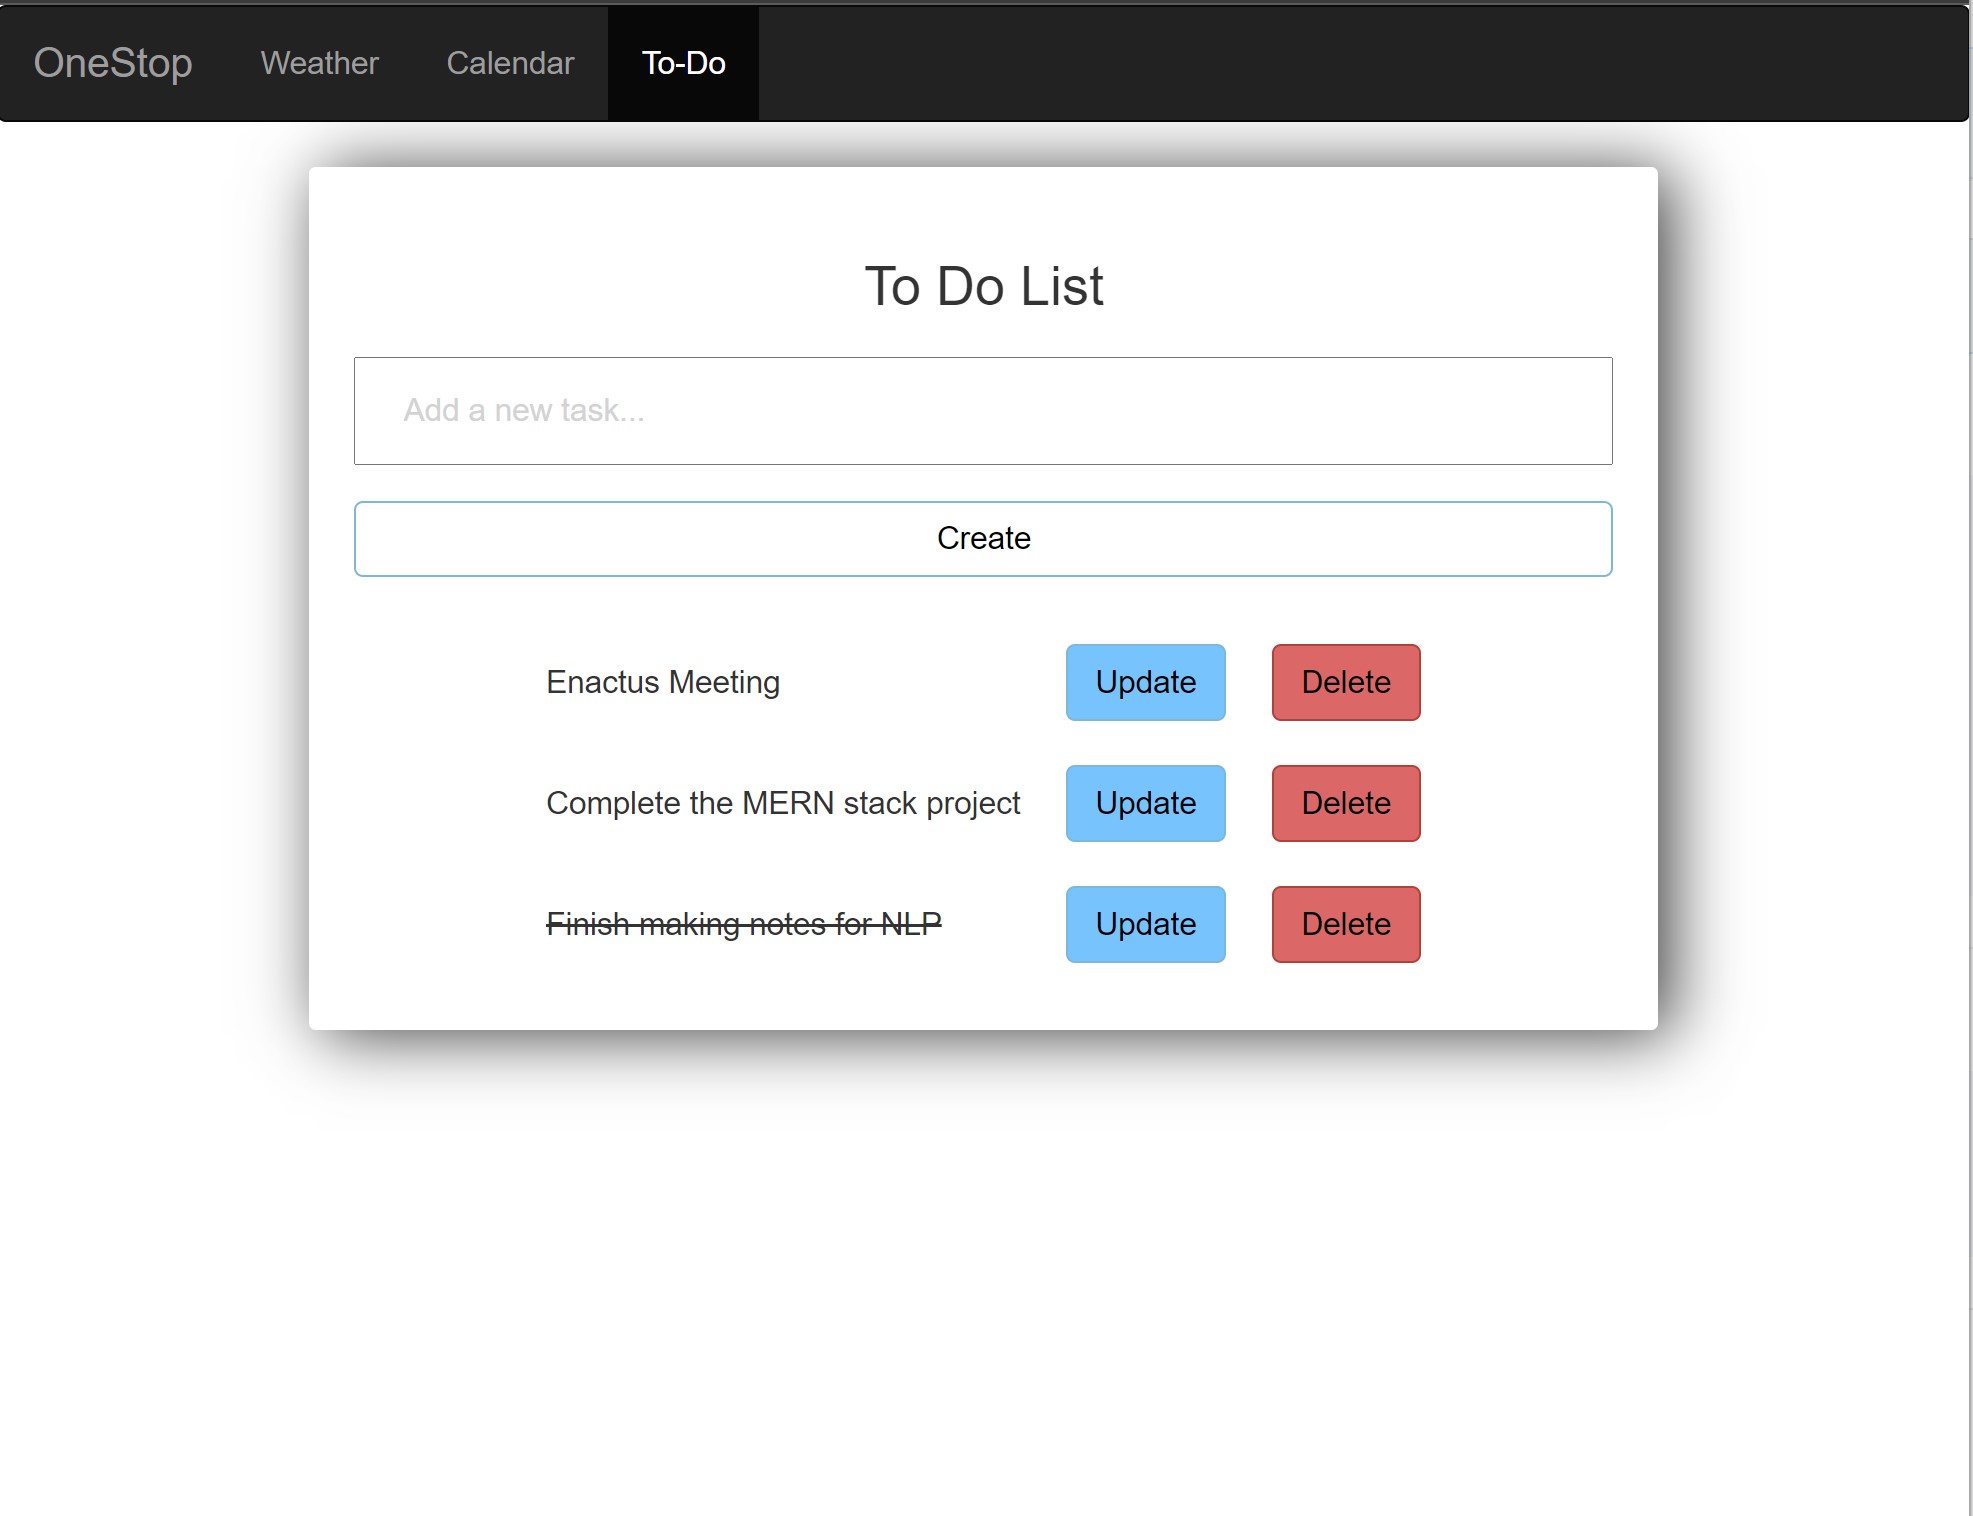 OneStop Weather Calendar To-Do
To Do List
Add a new task...
Create
Enactus Meeting Update Delete
Complete the MERN stack project Update Delete
Finish making notes for NLP Update Delete